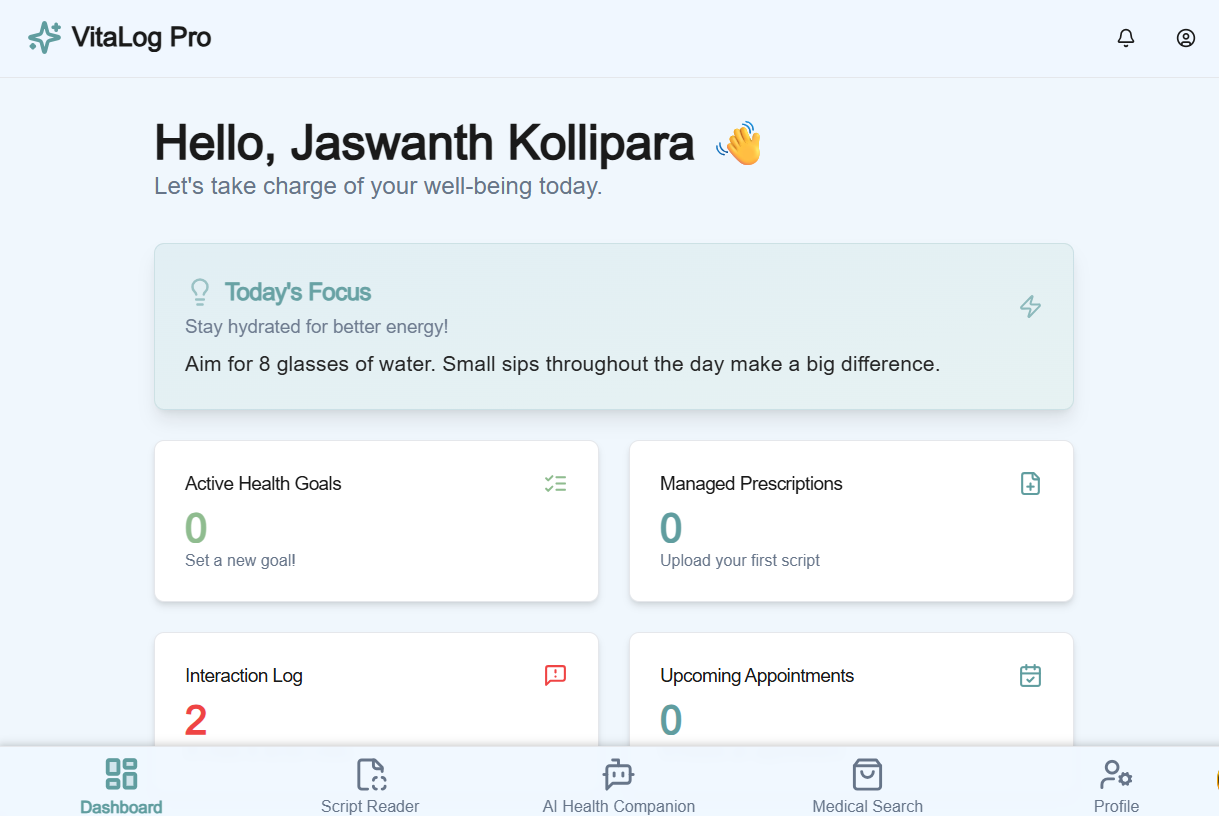 VitaLog Pro
Hello, Jaswanth Kollipara 👋
Let's take charge of your well-being today.
Today's Focus
Stay hydrated for better energy!
Aim for 8 glasses of water. Small sips throughout the day make a big difference.
Active Health Goals
0
Set a new goal!
Managed Prescriptions
0
Upload your first script
Interaction Log
2
Upcoming Appointments
0
Dashboard
Script Reader
AI Health Companion
Medical Search
Profile